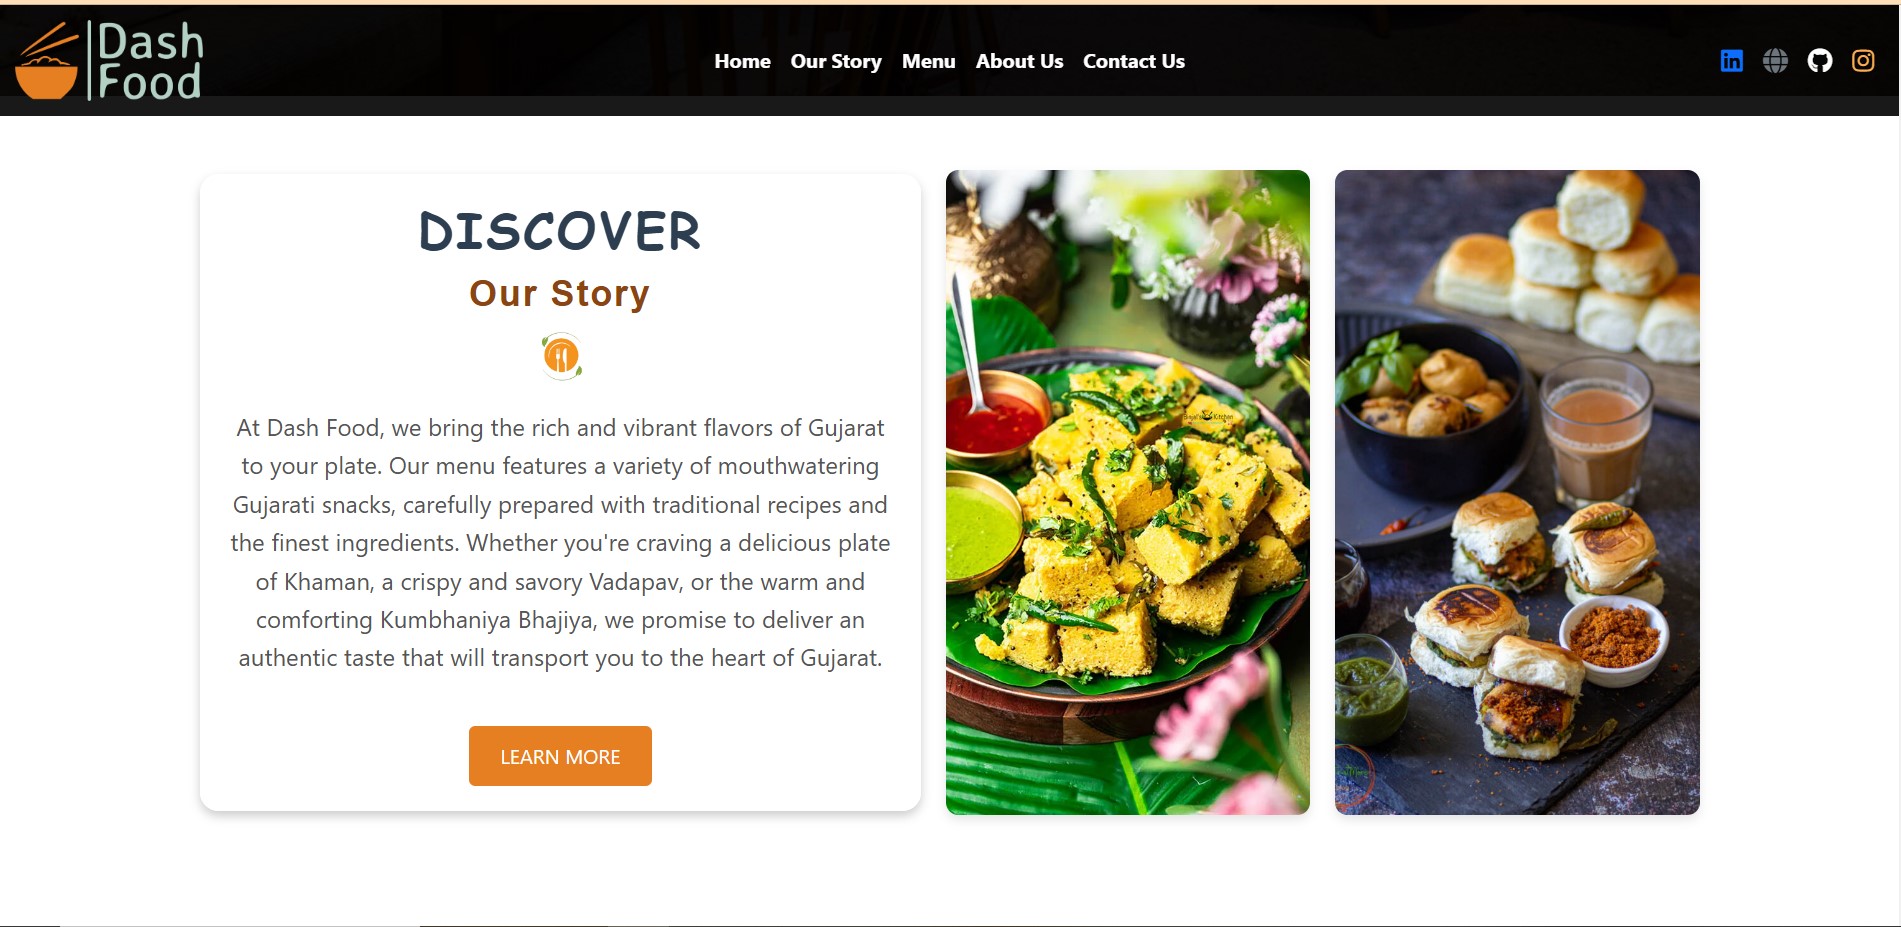 Dash
Food
Home Our Story Menu About Us Contact Us
DISCOVER
Our Story
At Dash Food, we bring the rich and vibrant flavors of Gujarat
to your plate. Our menu features a variety of mouthwatering
Gujarati snacks, carefully prepared with traditional recipes and
the finest ingredients. Whether you're craving a delicious plate
of Khaman, a crispy and savory Vadapav, or the warm and
comforting Kumbhaniya Bhajiya, we promise to deliver an
authentic taste that will transport you to the heart of Gujarat.
LEARN MORE
Kitchen